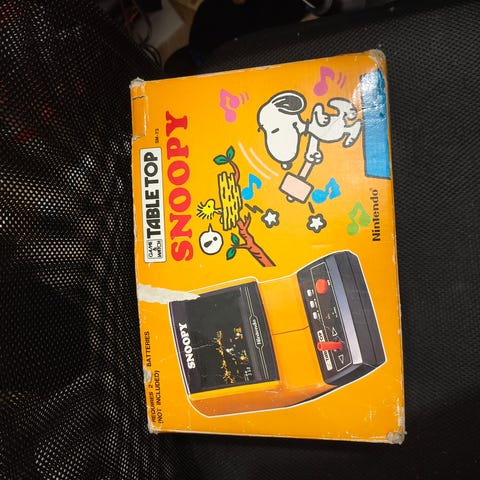 GAME & WATCH
TABLE TOP
SM-73
SNOOPY
!
Nintendo
SNOOPY
Nintendo
REQUIRES 2
BATTERIES
(NOT INCLUDED)